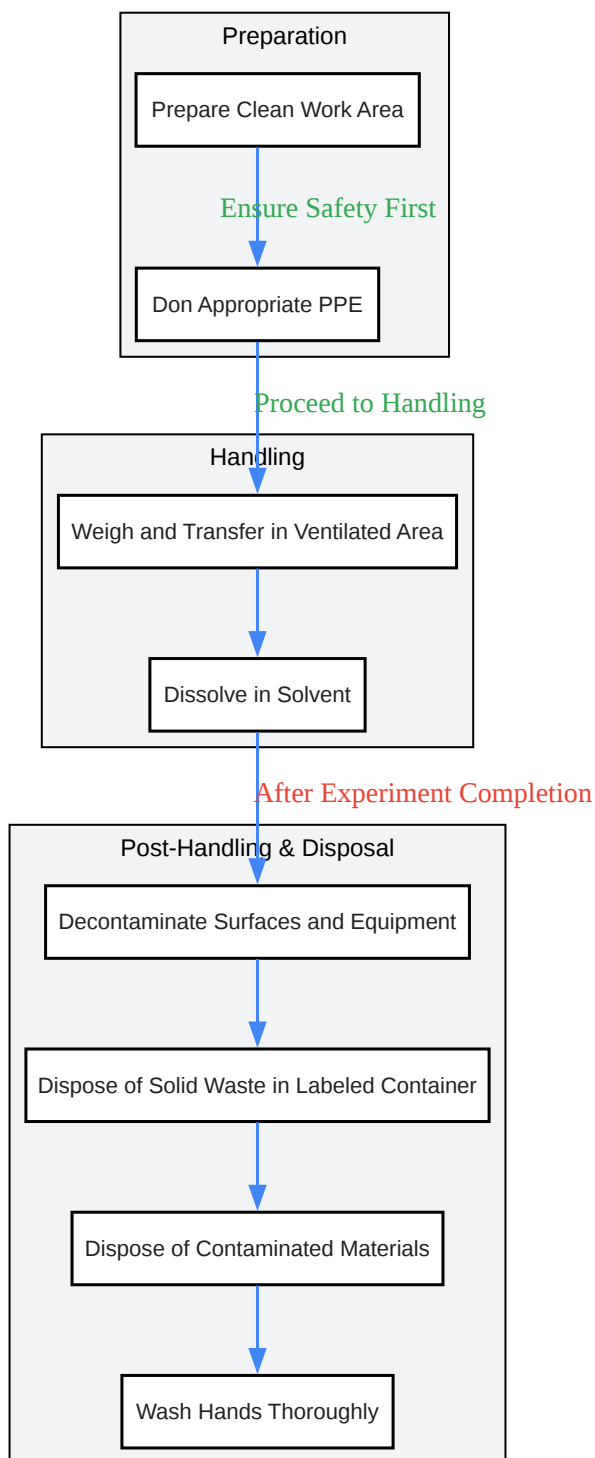 Preparation
Prepare Clean Work Area
Ensure Safety First
Don Appropriate PPE
Proceed to Handling
Handling
Weigh and Transfer in Ventilated Area
Dissolve in Solvent
After Experiment Completion
Post-Handling & Disposal
Decontaminate Surfaces and Equipment
Dispose of Solid Waste in Labeled Container
Dispose of Contaminated Materials
Wash Hands Thoroughly